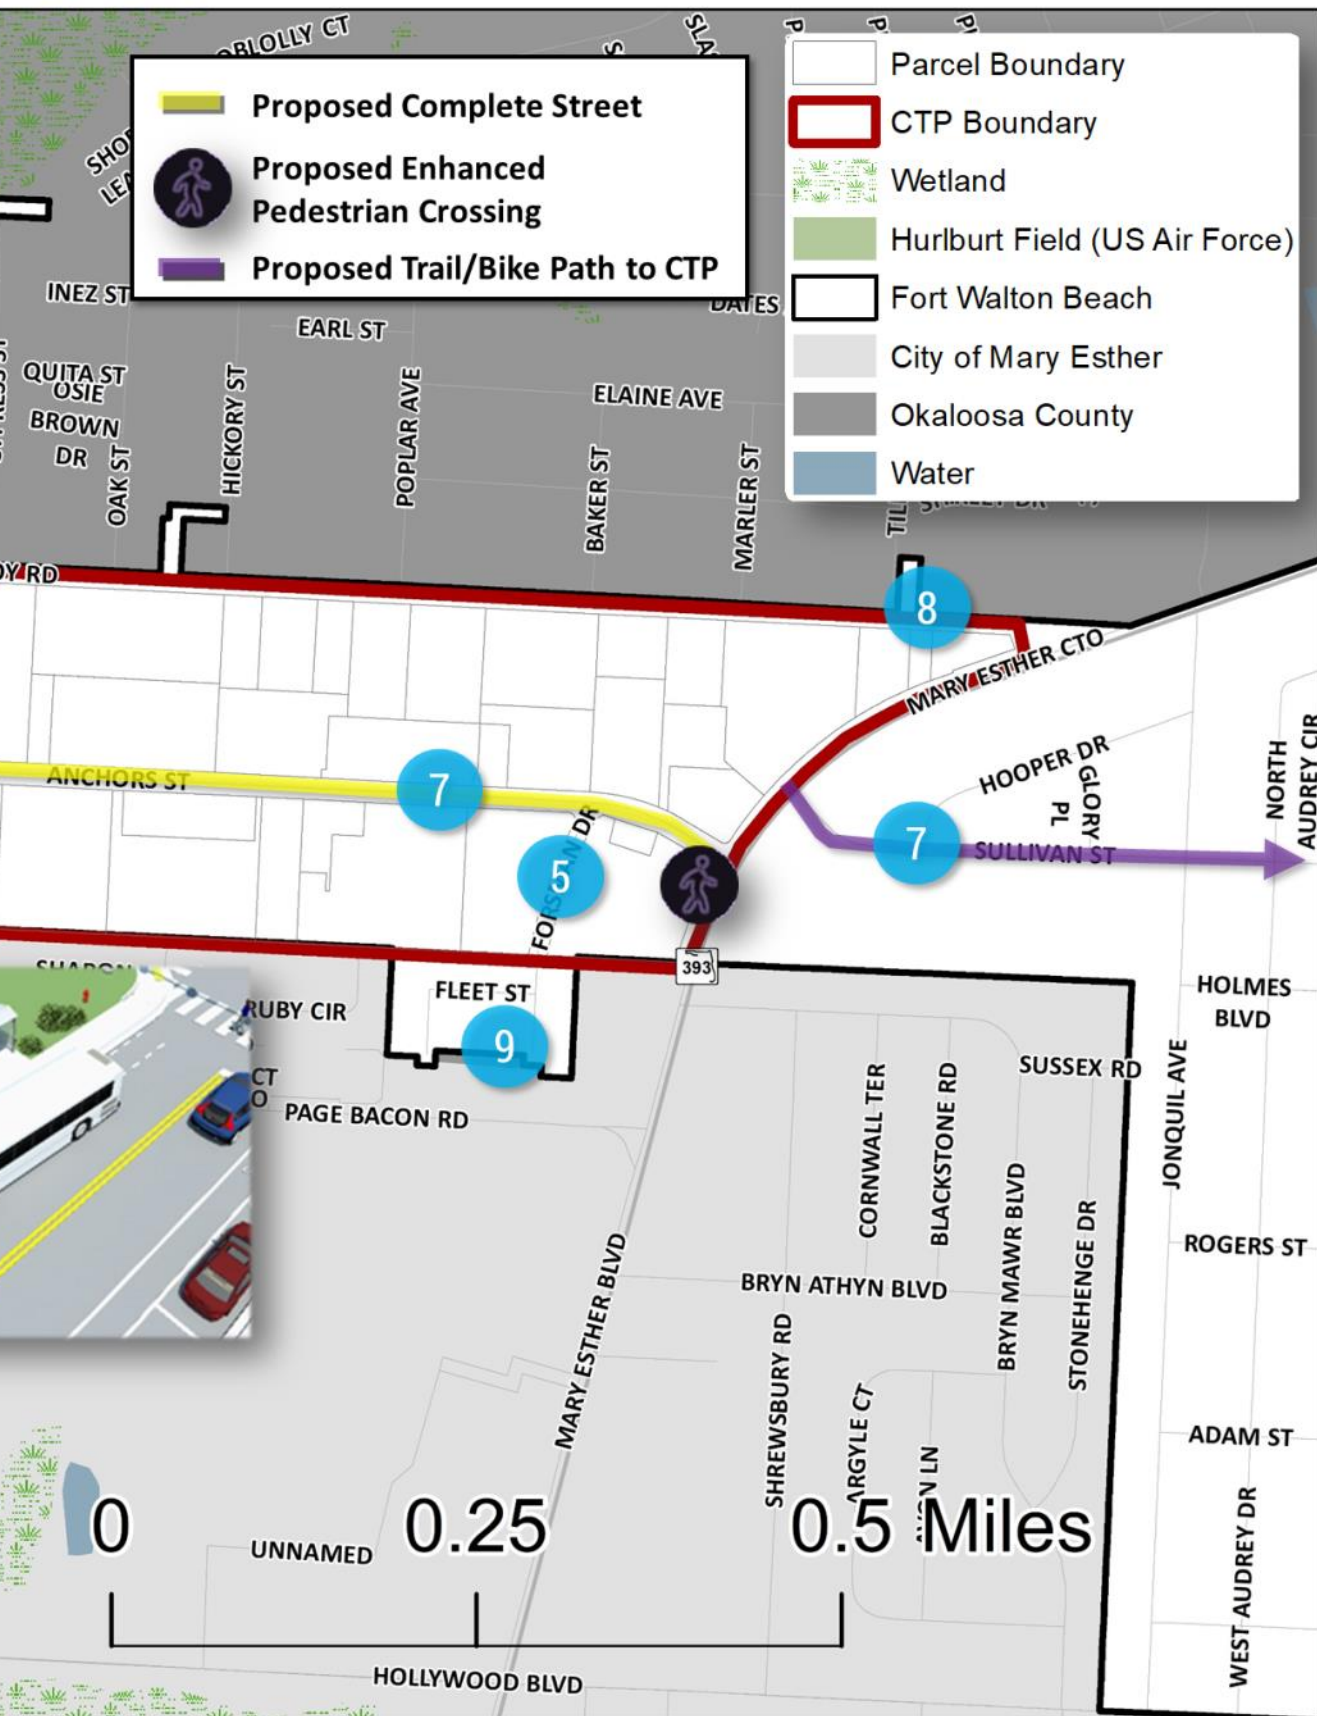 Proposed Complete Street
Proposed Enhanced
Pedestrian Crossing
Proposed Trail/Bike Path to CTP
Parcel Boundary
CTP Boundary
Wetland
Hurlburt Field (US Air Force)
Fort Walton Beach
City of Mary Esther
Okaloosa County
Water
INEZ ST
EARL ST
DATES
QUITA ST
OSIE
BROWN
DR
OAK ST
HICKORY ST
POPLAR AVE
ELAINE AVE
BAKER ST
MARLER ST
RD
8
MARY ESTHER CTO
ANCHORS ST
7
5
HOOPER DR
GLORY
PL
7
SULLIVAN ST
NORTH
AUDREY CIR
393
FLEET ST
9
RUBY CIR
CT
PAGE BACON RD
HOLMES
BLVD
SUSSEX RD
JONQUIL AVE
CORNWALL TER
BLACKSTONE RD
BRYN MAWR BLVD
STONEHENGE DR
ROGERS ST
MARY ESTHER BLVD
BRYN ATHYN BLVD
SHREWSBURY RD
ARGYLE CT
LN
ADAM ST
WEST AUDREY DR
0 0.25 0.5 Miles
UNNAMED
HOLLYWOOD BLVD